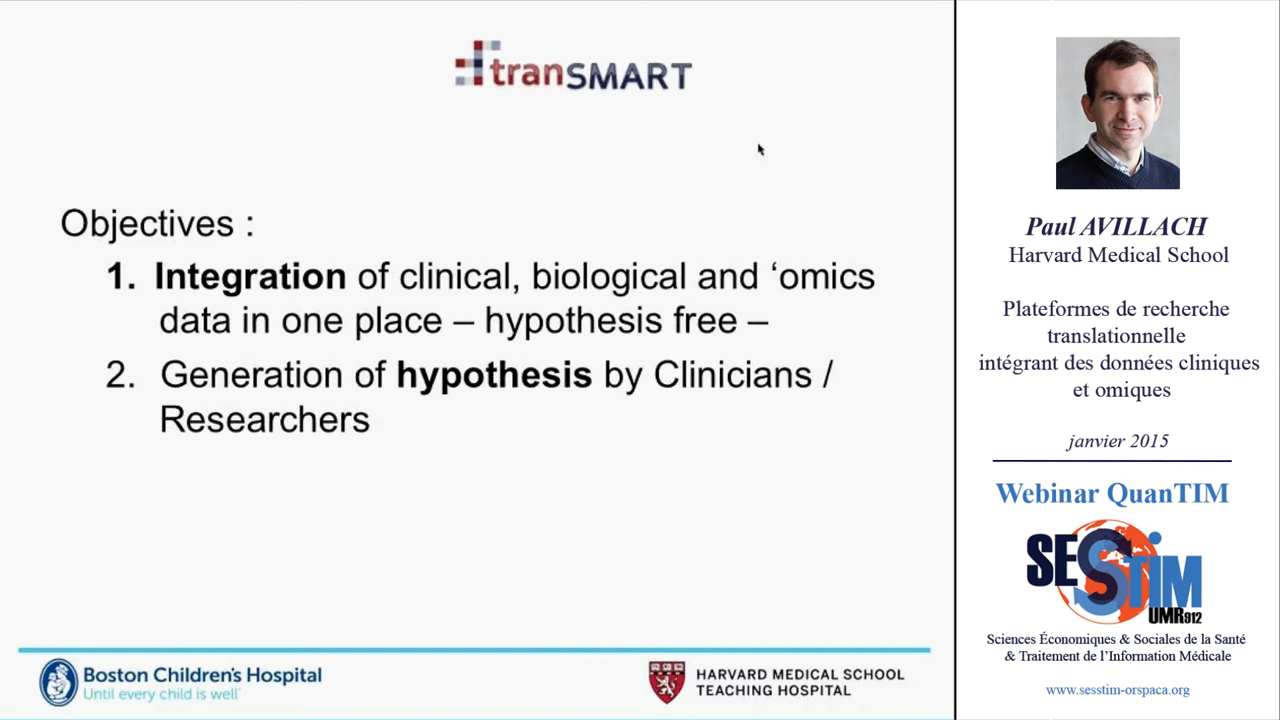 tranSMART
Objectives :
1. Integration of clinical, biological and ‘omics
data in one place – hypothesis free –
2. Generation of hypothesis by Clinicians /
Researchers
Boston Children's Hospital
Until every child is well
HARVARD MEDICAL SCHOOL
TEACHING HOSPITAL
Paul AVILLACH
Harvard Medical School
Plateformes de recherche
translationnelle
intégrant des données cliniques
et omiques
janvier 2015
Webinar QuanTIM
SESSTIM
UMR912
Sciences Économiques & Sociales de la Santé
& Traitement de l’Information Médicale
www.sesstim-orspaca.org